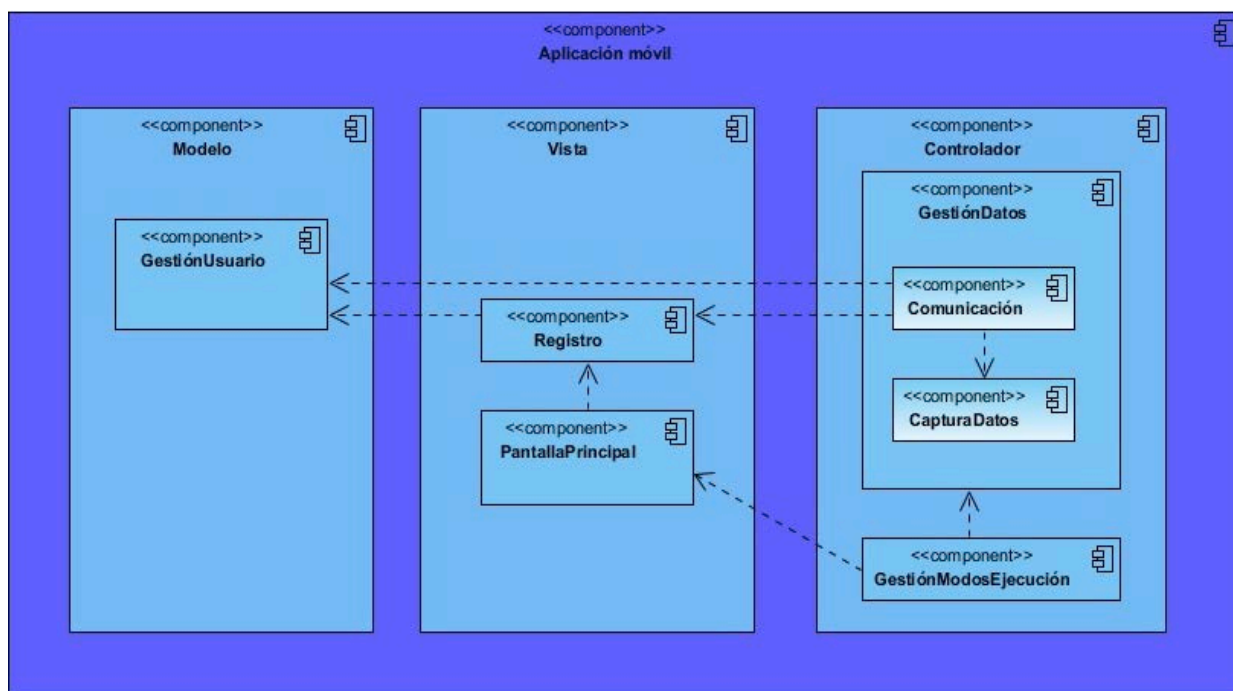 <<component>>
Aplicación móvil
<<component>>
Modelo
<<component>>
GestiónUsuario
<<component>>
Vista
<<component>>
Registro
<<component>>
PantallaPrincipal
<<component>>
Controlador
<<component>>
GestiónDatos
<<component>>
Comunicación
<<component>>
CapturaDatos
<<component>>
GestiónModosEjecución